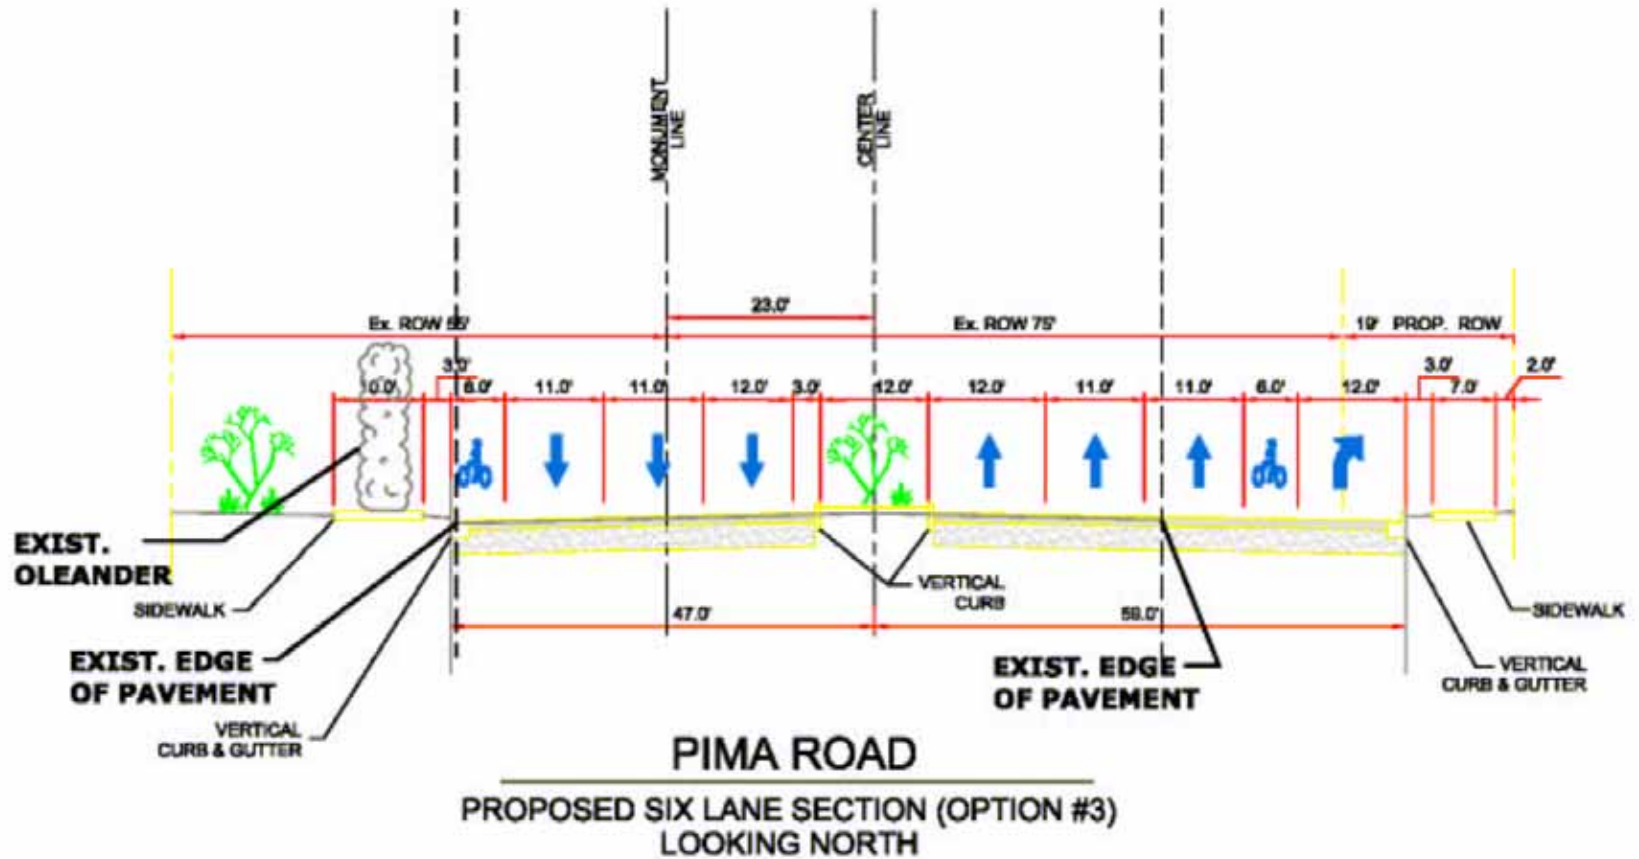 MONUMENT
LINE
CENTER
LINE
23.0'
Ex. ROW 55'
Ex. ROW 75'
19' PROP. ROW
3.0'
3.0'
2.0'
0.0'
6.0'
11.0'
11.0'
12.0'
3.0'
12.0'
12.0'
11.0'
11.0'
6.0'
12.0'
7.0'
EXIST.
OLEANDER
SIDEWALK
VERTICAL
CURB
SIDEWALK
47.0'
59.0'
EXIST. EDGE
OF PAVEMENT
EXIST. EDGE
OF PAVEMENT
VERTICAL
CURB & GUTTER
VERTICAL
CURB & GUTTER
PIMA ROAD
PROPOSED SIX LANE SECTION (OPTION #3)
LOOKING NORTH